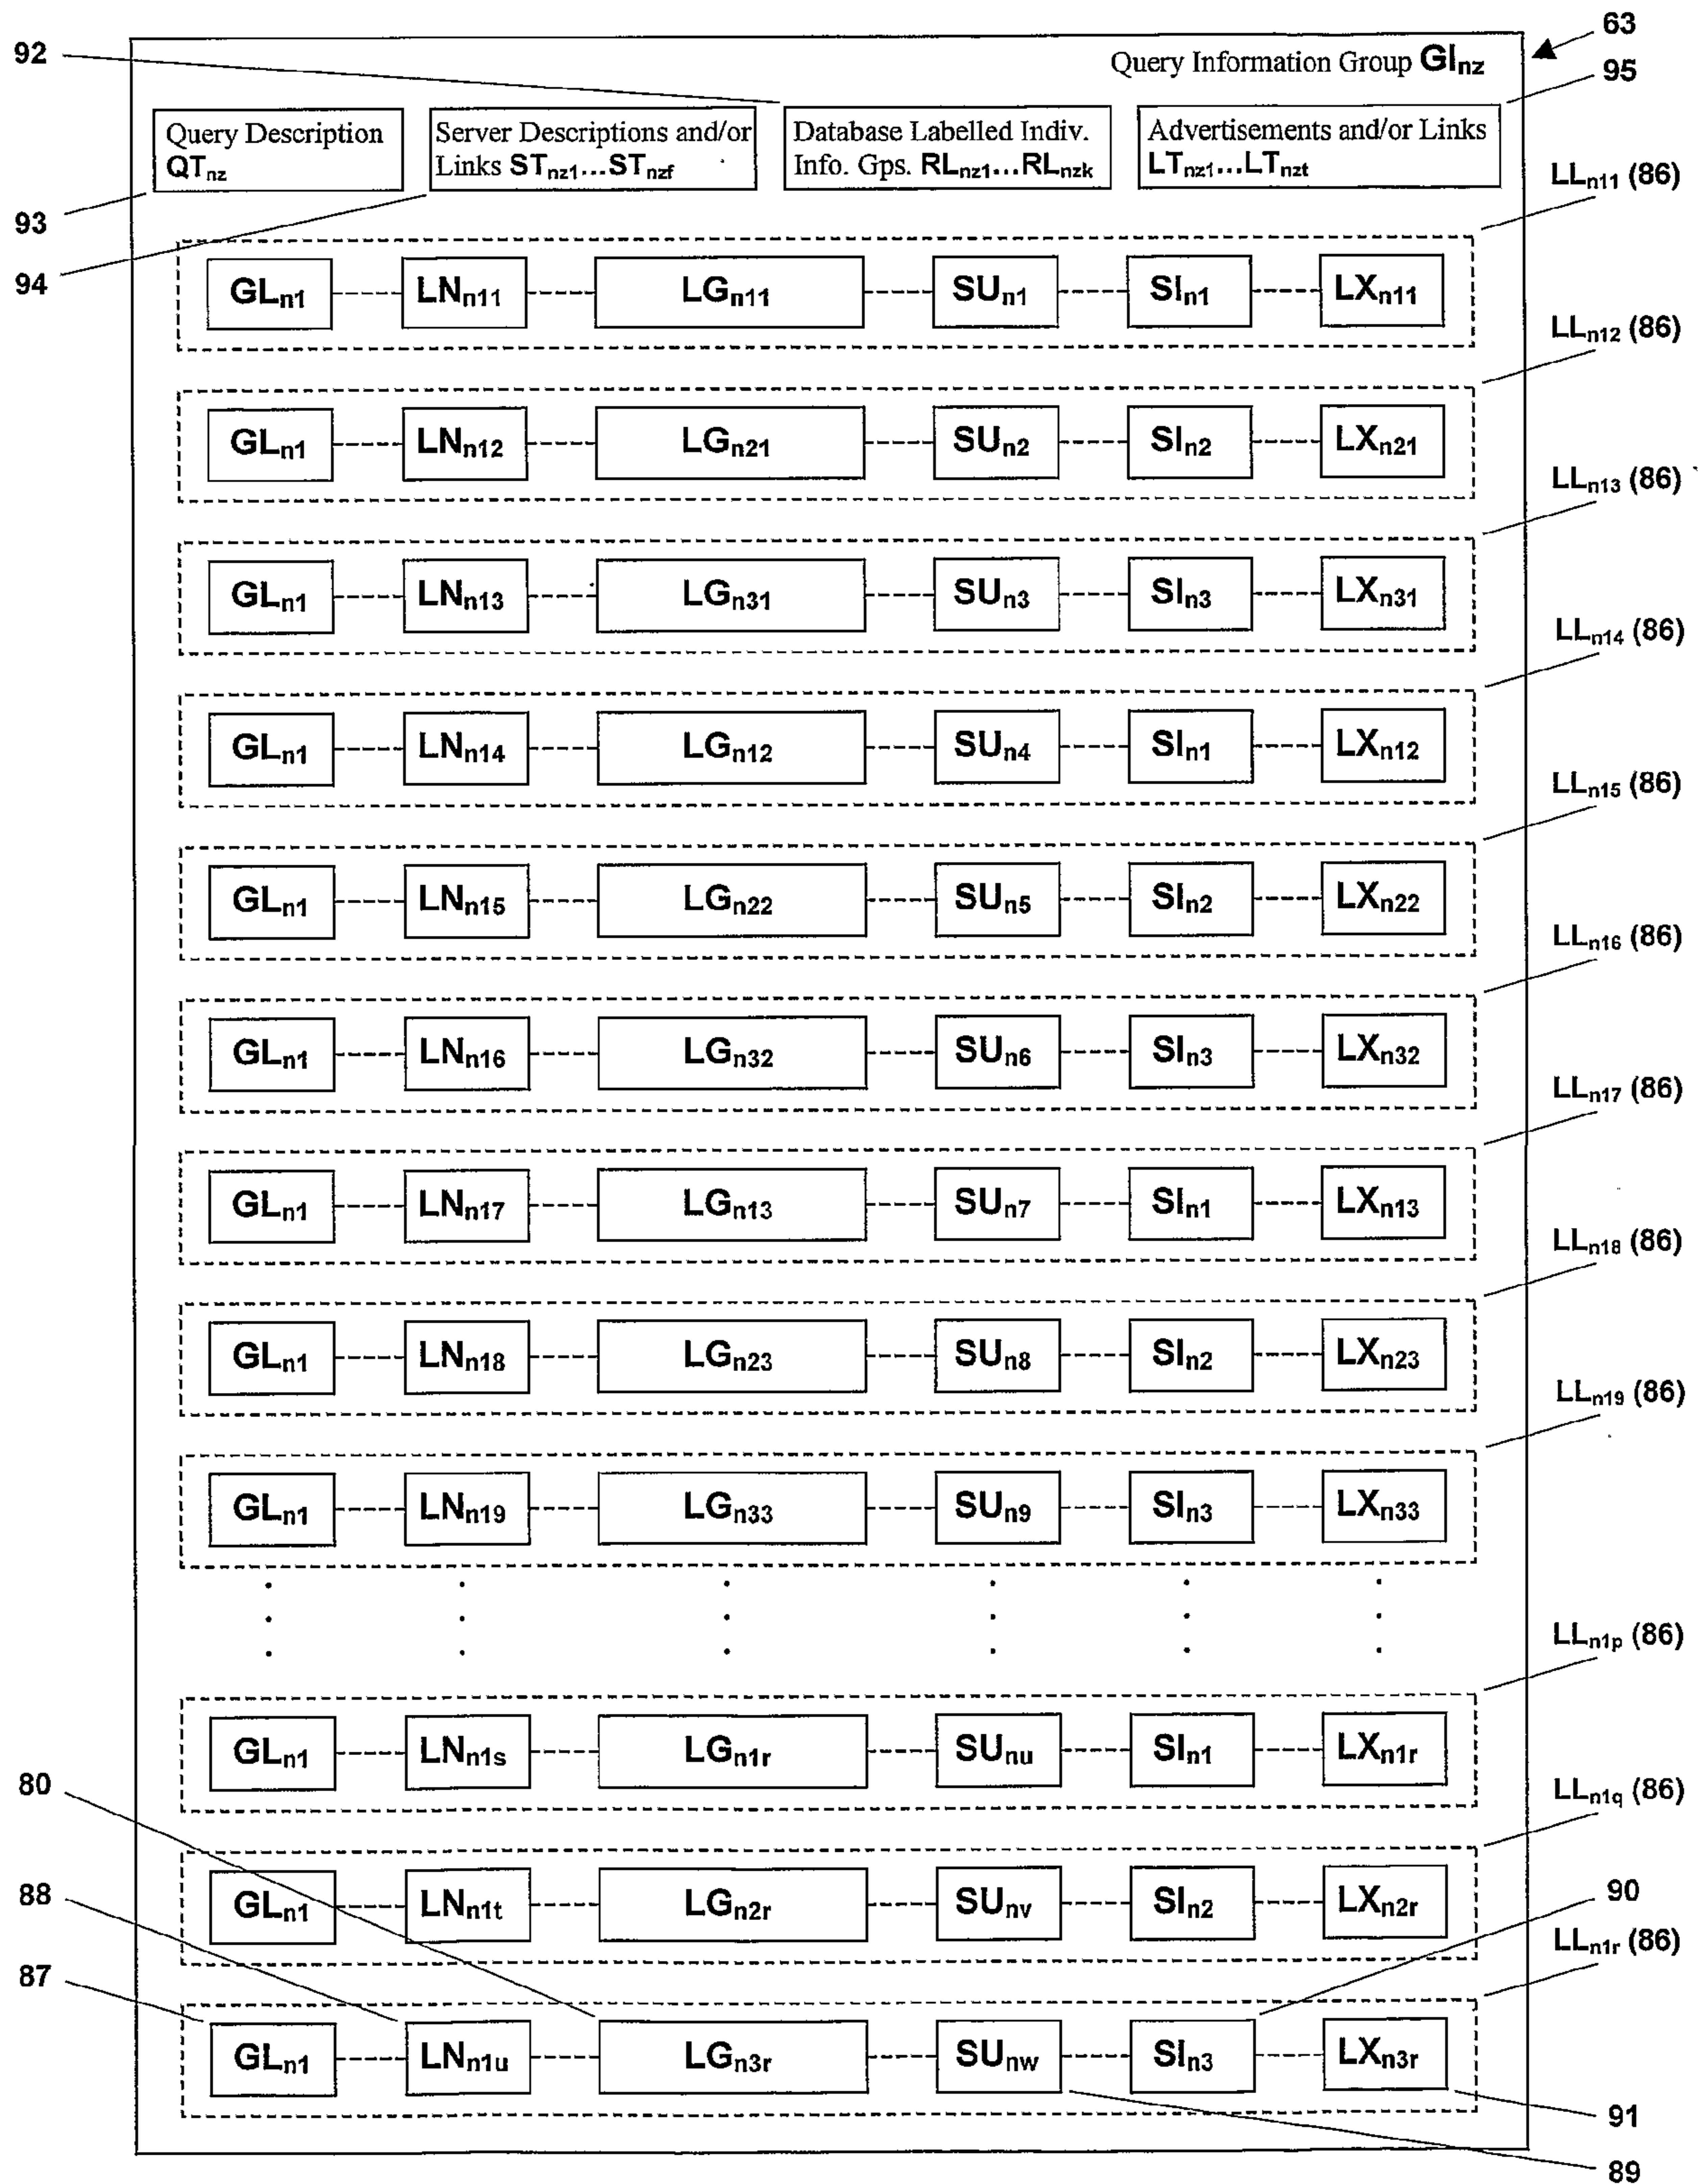 63
92
Query Information Group GInz
95
Query Description
QTnz
Server Descriptions and/or
Links STnz1...STnzf
Database Labelled Indiv.
Info. Gps. RLnz1...RLnzk
Advertisements and/or Links
LTnz1...LTnzt
93
94
LLn11 (86)
GLn1 LNn11 LGn11 SUn1 SIn1 LXn11
LLn12 (86)
GLn1 LNn12 LGn21 SUn2 SIn2 LXn21
LLn13 (86)
GLn1 LNn13 LGn31 SUn3 SIn3 LXn31
LLn14 (86)
GLn1 LNn14 LGn12 SUn4 SIn1 LXn12
LLn15 (86)
GLn1 LNn15 LGn22 SUn5 SIn2 LXn22
LLn16 (86)
GLn1 LNn16 LGn32 SUn6 SIn3 LXn32
LLn17 (86)
GLn1 LNn17 LGn13 SUn7 SIn1 LXn13
LLn18 (86)
GLn1 LNn18 LGn23 SUn8 SIn2 LXn23
LLn19 (86)
GLn1 LNn19 LGn33 SUn9 SIn3 LXn33
LLn1p (86)
GLn1 LNn1s LGn1r SUnu SIn1 LXn1r
80
LLn1q (86)
88
GLn1 LNn1t LGn2r SUnv SIn2 LXn2r
90
LLn1r (86)
87
GLn1 LNn1u LGn3r SUnw SIn3 LXn3r
91
89